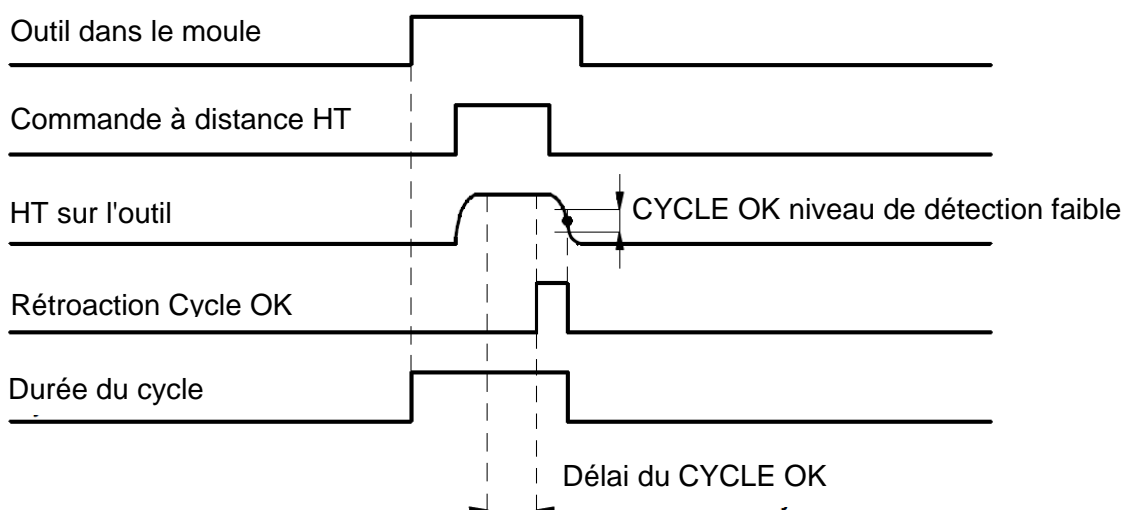 Outil dans le moule
Commande à distance HT
HT sur l'outil
CYCLE OK niveau de détection faible
Rétroaction Cycle OK
Durée du cycle
Délai du CYCLE OK